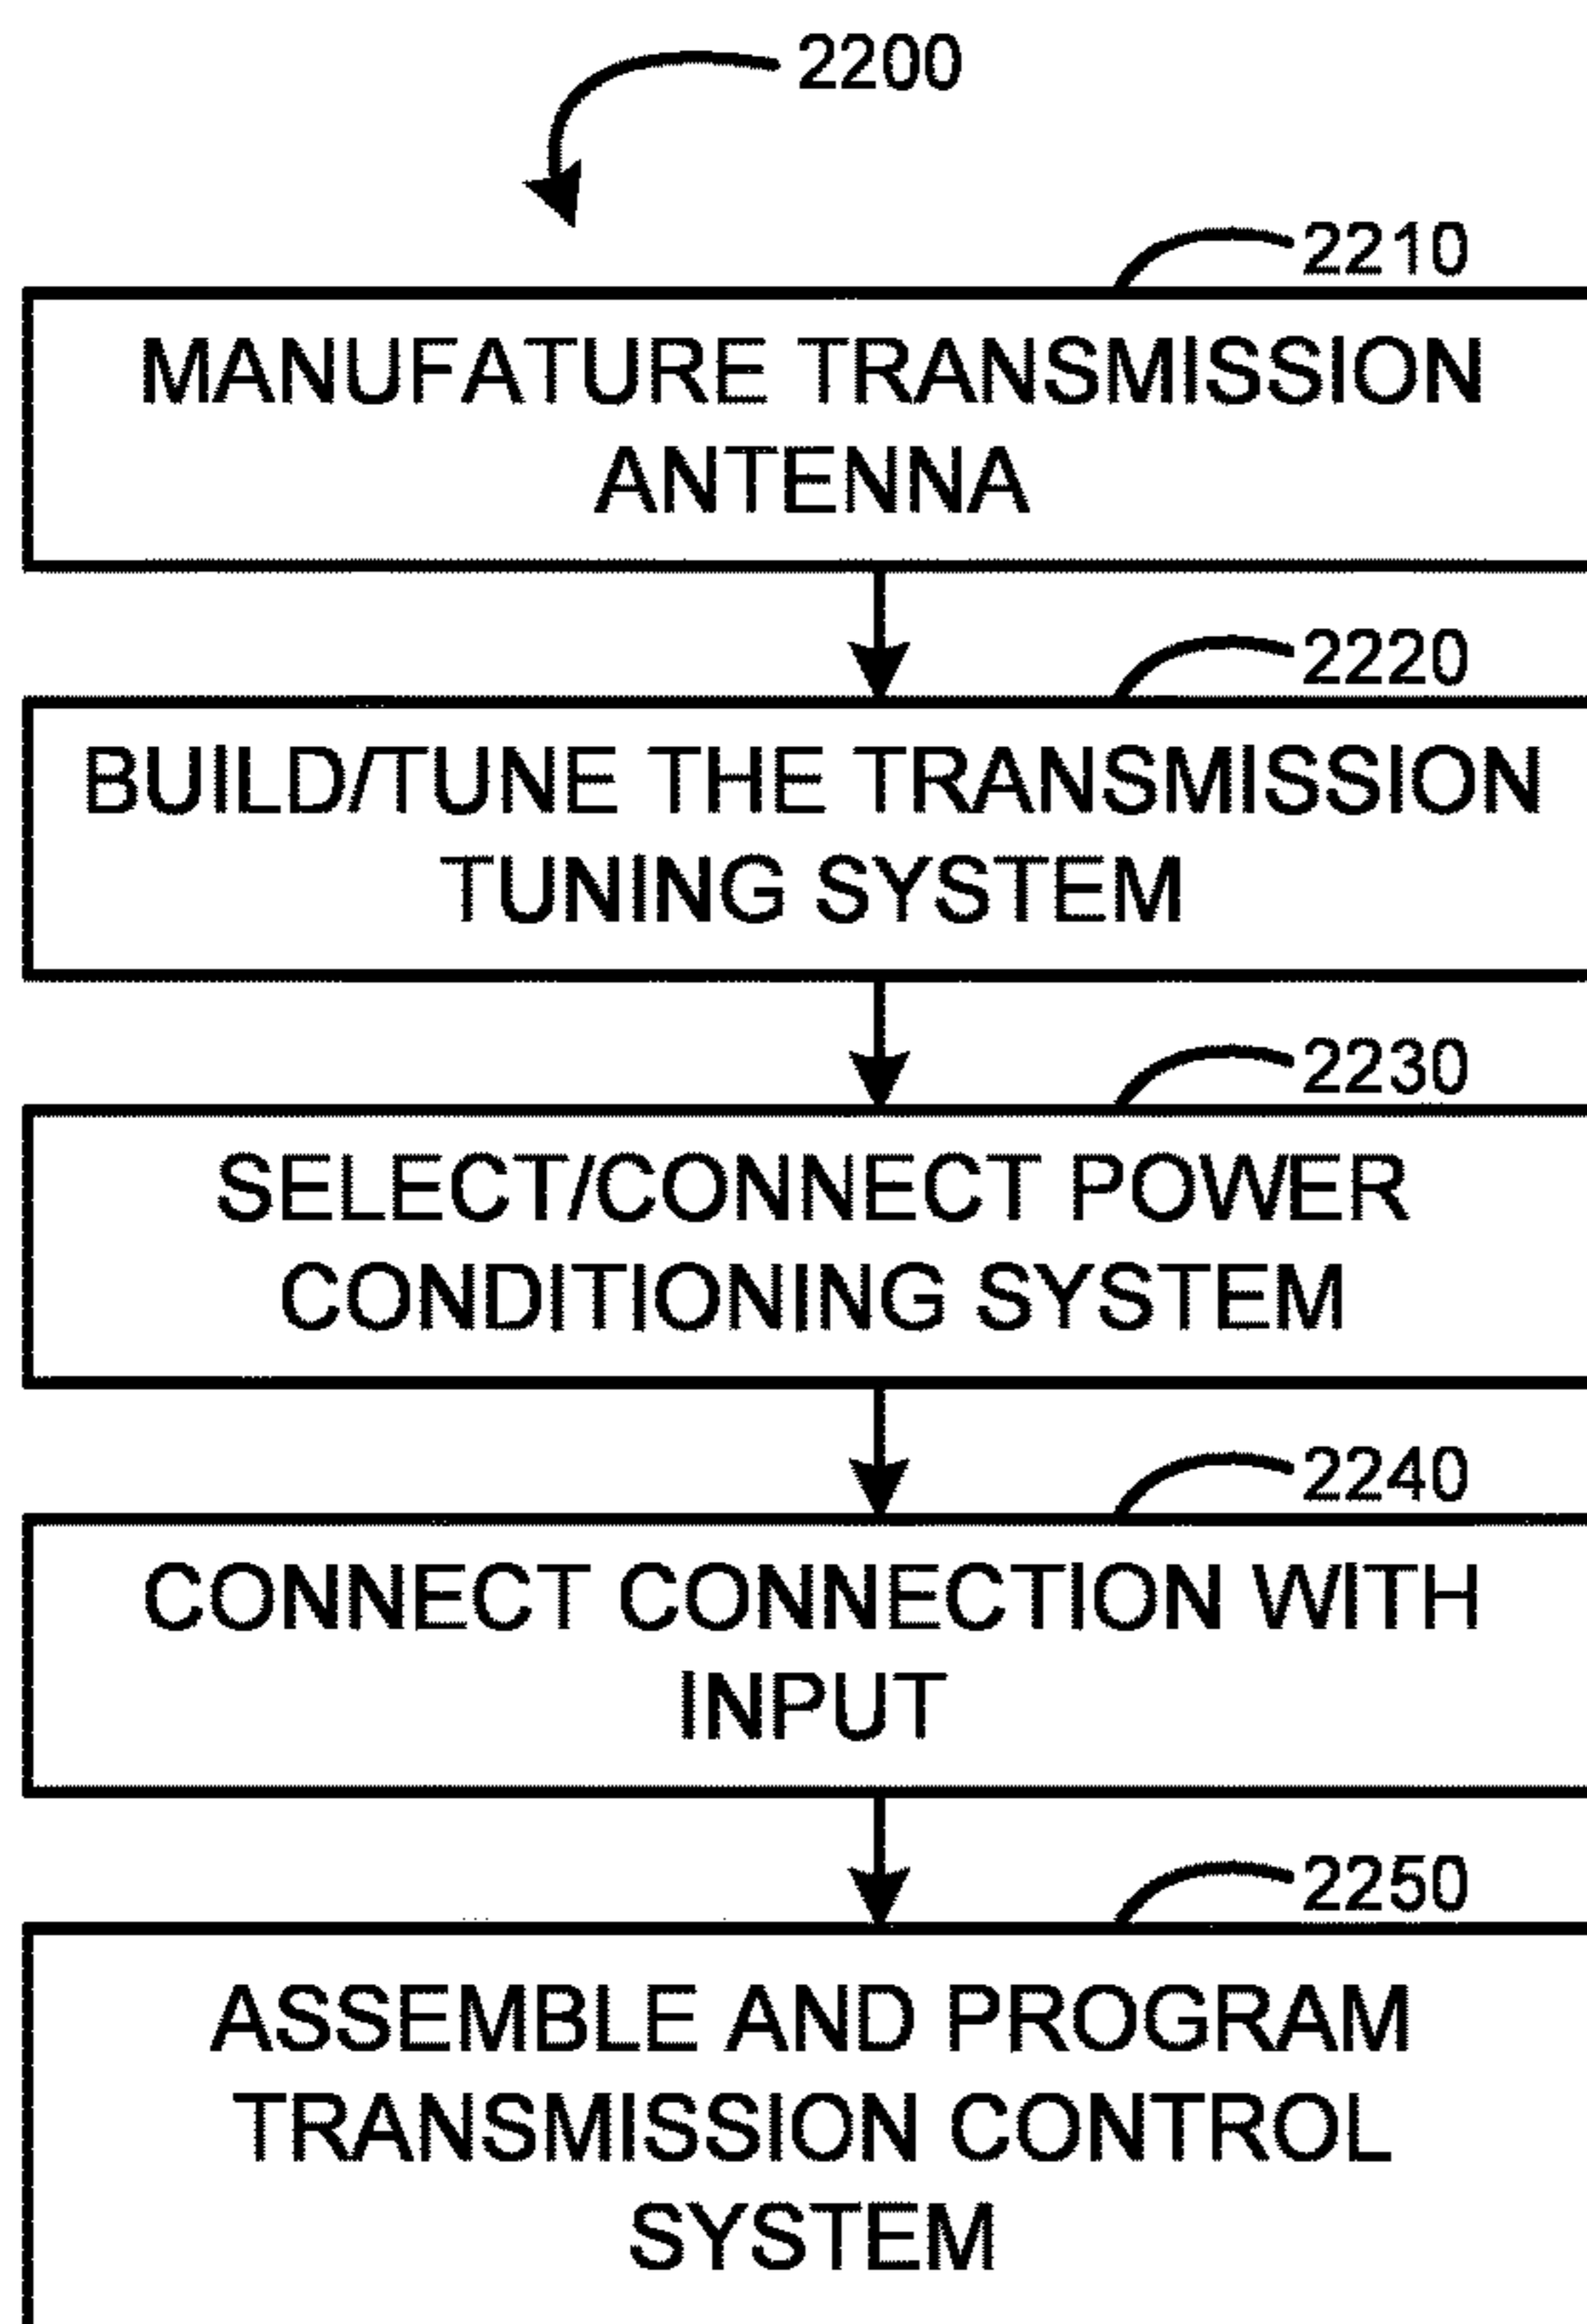 2200
2210
MANUFATURE TRANSMISSION
ANTENNA
2220
BUILD/TUNE THE TRANSMISSION
TUNING SYSTEM
2230
SELECT/CONNECT POWER
CONDITIONING SYSTEM
2240
CONNECT CONNECTION WITH
INPUT
2250
ASSEMBLE AND PROGRAM
TRANSMISSION CONTROL
SYSTEM